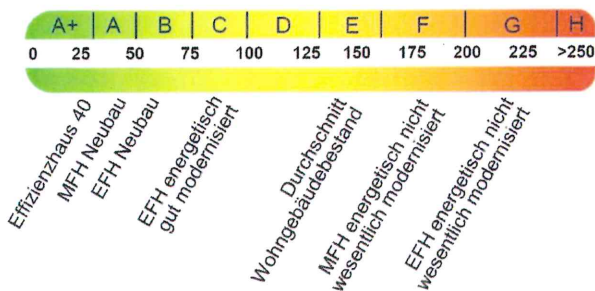 A+ A B C D E F G H
0 25 50 75 100 125 150 175 200 225 >250
Effizienzhaus 40
MFH Neubau
EFH Neubau
EFH energetisch
gut modernisiert
Durchschnitt
Wohngebäudebestand
MFH energetisch nicht
wesentlich modernisiert
EFH energetisch nicht
wesentlich modernisiert